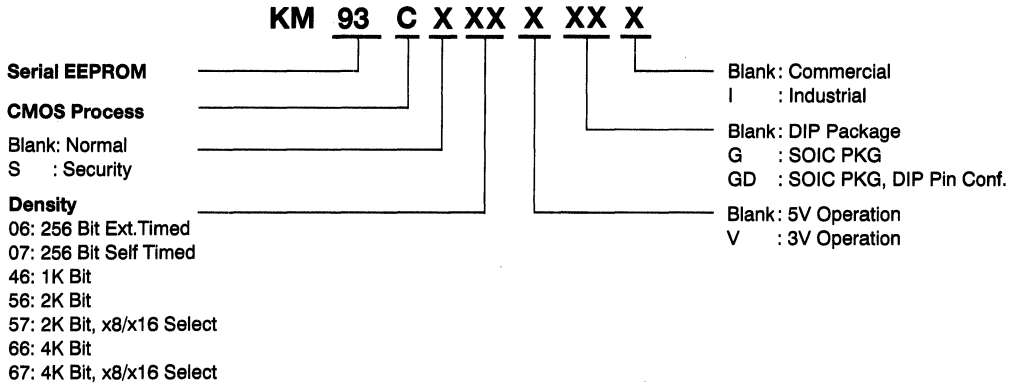 KM 93 C X XX X XX X
Serial EEPROM
CMOS Process
Blank: Normal
S : Security
Density
06: 256 Bit Ext.Timed
07: 256 Bit Self Timed
46: 1K Bit
56: 2K Bit
57: 2K Bit, x8/x16 Select
66: 4K Bit
67: 4K Bit, x8/x16 Select
Blank: Commercial
I : Industrial
Blank: DIP Package
G : SOIC PKG
GD : SOIC PKG, DIP Pin Conf.
Blank: 5V Operation
V : 3V Operation